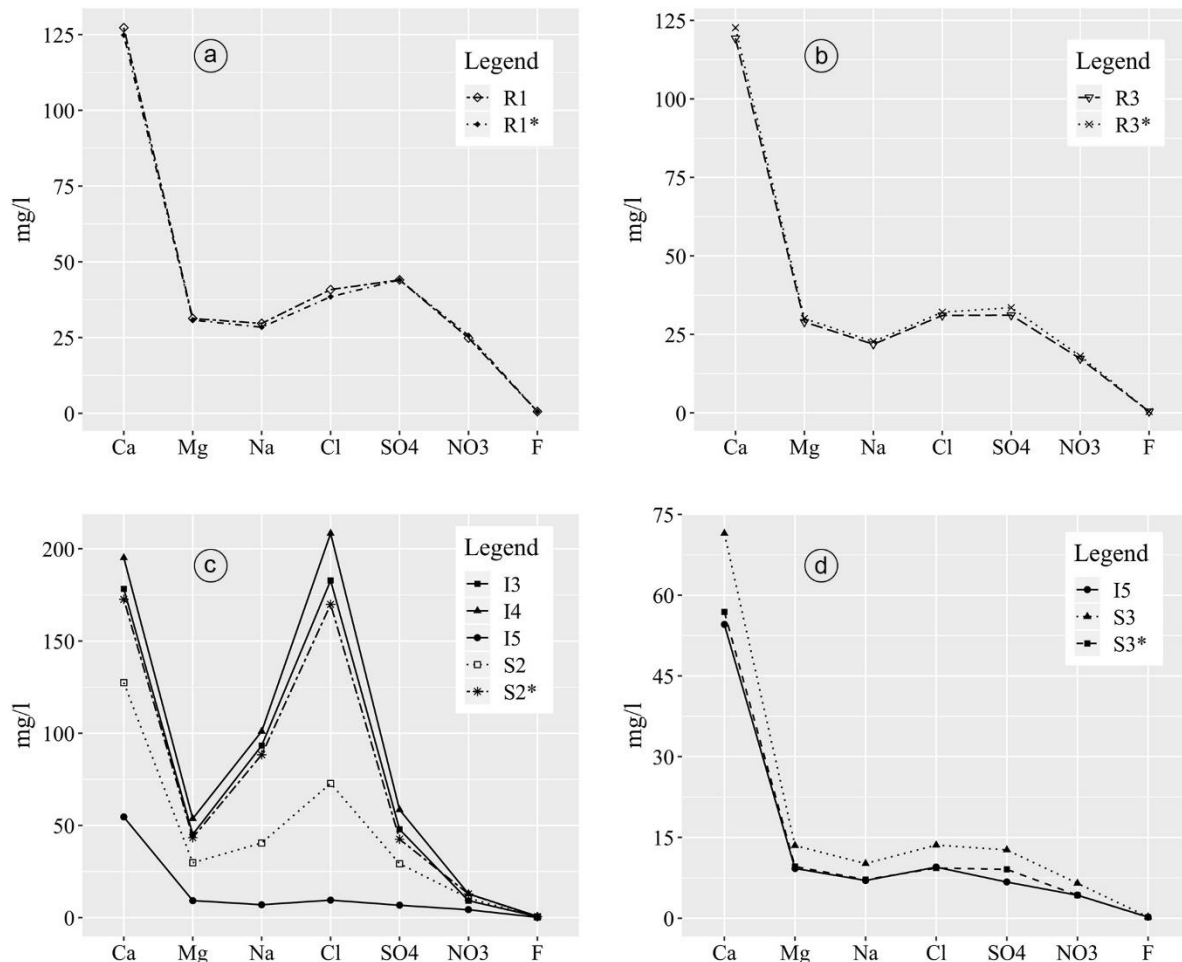 a
mg/l
125
100
75
50
25
0
Ca Mg Na Cl SO4 NO3 F
Legend
R1
R1*
b
mg/l
125
100
75
50
25
0
Ca Mg Na Cl SO4 NO3 F
Legend
R3
R3*
c
mg/l
200
150
100
50
0
Ca Mg Na Cl SO4 NO3 F
Legend
I3
I4
I5
S2
S2*
d
mg/l
75
60
45
30
15
0
Ca Mg Na Cl SO4 NO3 F
Legend
I5
S3
S3*